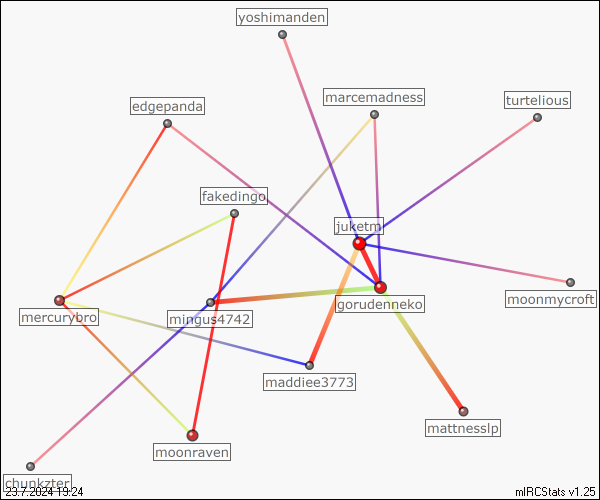 yoshimanden
marcemadness
turtelious
edgepanda
fakedingo
juketm
moonmycroft
gorudenneko
mercurybro
mingus4742
maddiee3773
mattnesslp
moonraven
chunkzter
23.7.2024 19:24
mIRCStats v1.25